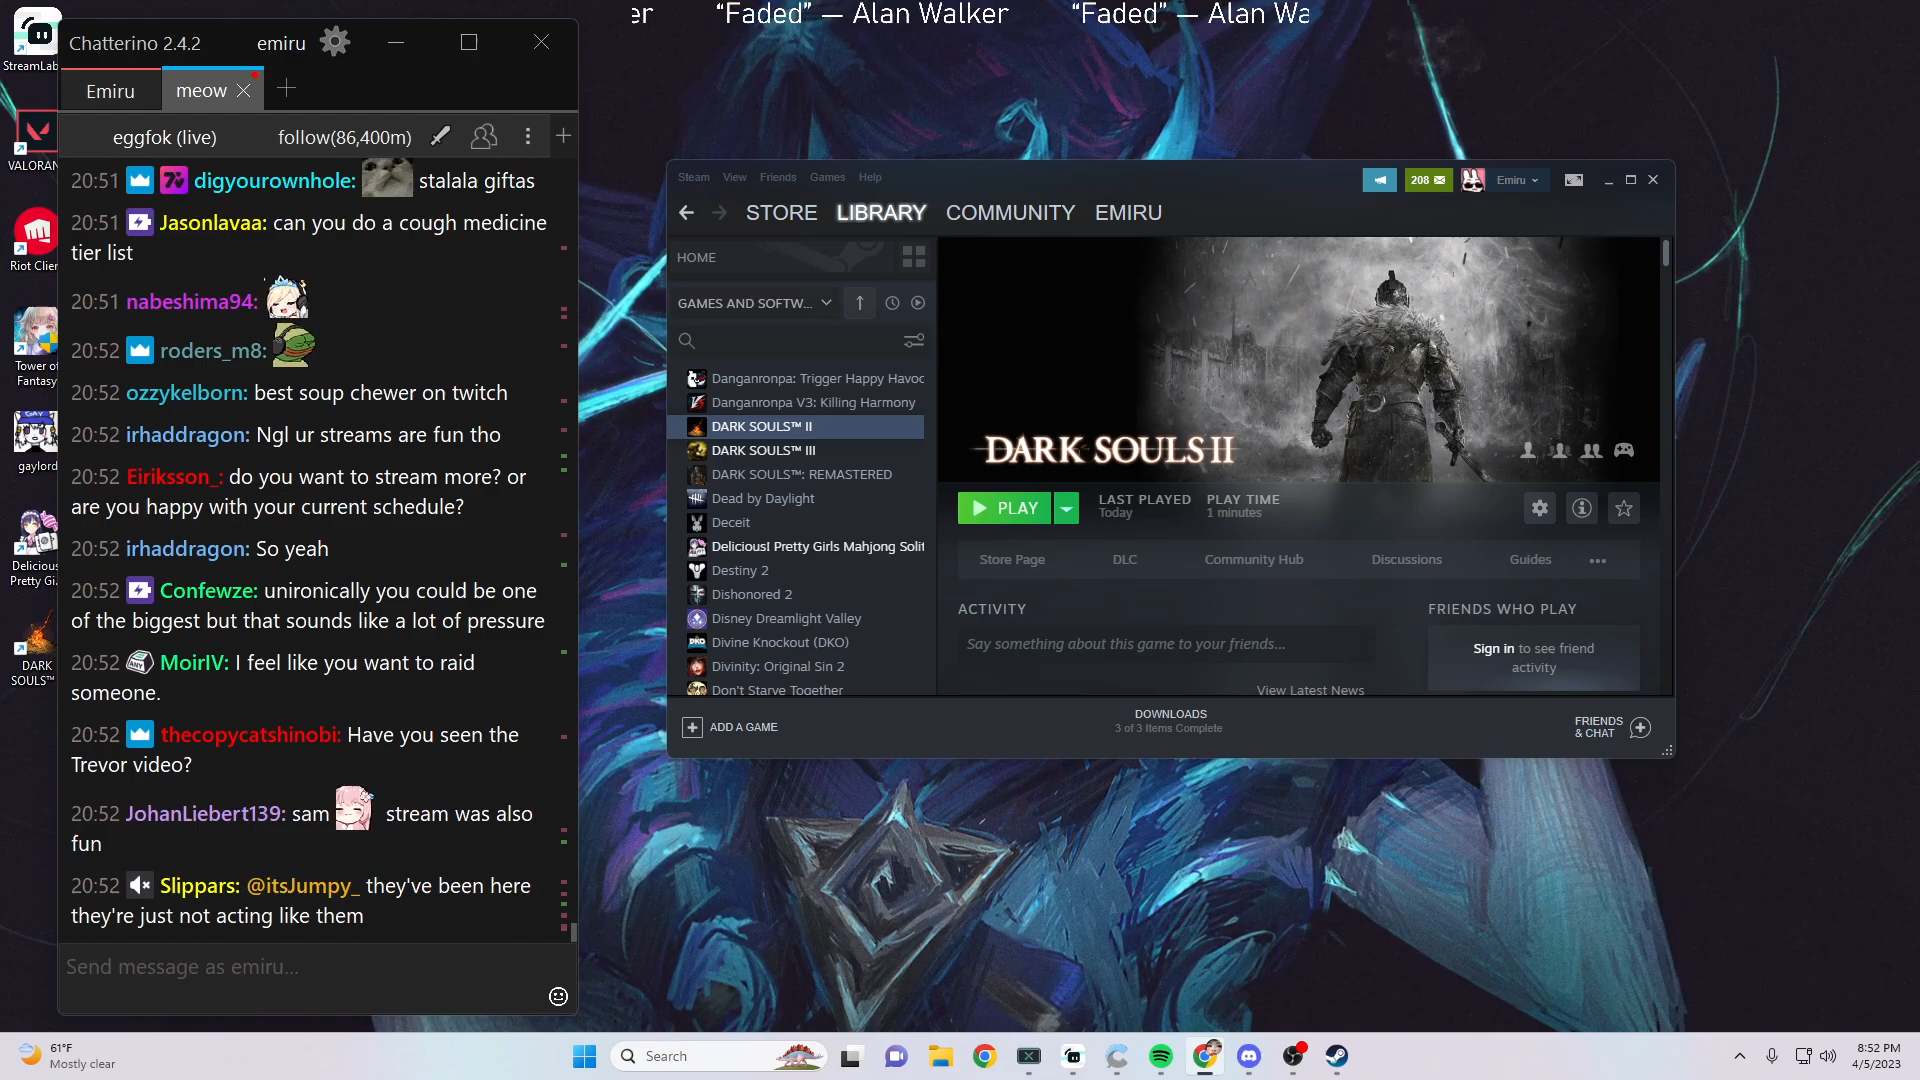 er
“Faded” — Alan Walker
“Faded” — Alan Wa
StreamLab
VALORAN
Riot Clien
Tower of
Fantasy
gaylord
Delicious
Pretty Gi...
DARK
SOULS™
Chatterino 2.4.2
emiru
Emiru
meow
eggfok (live)
follow(86,400m)
20:51 digyourownhole: stalala giftas
20:51 Jasonlavaa: can you do a cough medicine
tier list
20:51 nabeshima94:
20:52 roders_m8:
20:52 ozzykelborn: best soup chewer on twitch
20:52 irhaddragon: Ngl ur streams are fun tho
20:52 Eiriksson_: do you want to stream more? or
are you happy with your current schedule?
20:52 irhaddragon: So yeah
20:52 Confewze: unironically you could be one
of the biggest but that sounds like a lot of pressure
20:52 MoirIV: I feel like you want to raid
someone.
20:52 thecopycatshinobi: Have you seen the
Trevor video?
20:52 JohanLiebert139: sam stream was also
fun
20:52 Slippars: @itsJumpy_ they've been here
they're just not acting like them
Send message as emiru...
Steam View Friends Games Help
208
Emiru
STORE LIBRARY COMMUNITY EMIRU
HOME
GAMES AND SOFTW...
Danganronpa: Trigger Happy Havoc
Danganronpa V3: Killing Harmony
DARK SOULS™ II
DARK SOULS™ III
DARK SOULS™: REMASTERED
Dead by Daylight
Deceit
Delicious! Pretty Girls Mahjong Solit
Destiny 2
Dishonored 2
Disney Dreamlight Valley
Divine Knockout (DKO)
Divinity: Original Sin 2
Don't Starve Together
DARK SOULS II
PLAY
LAST PLAYED
Today
PLAY TIME
1 minutes
Store Page
DLC
Community Hub
Discussions
Guides
ACTIVITY
Say something about this game to your friends...
View Latest News
FRIENDS WHO PLAY
Sign in to see friend
activity
ADD A GAME
DOWNLOADS
3 of 3 Items Complete
FRIENDS
& CHAT
61°F
Mostly clear
Search
8:52 PM
4/5/2023